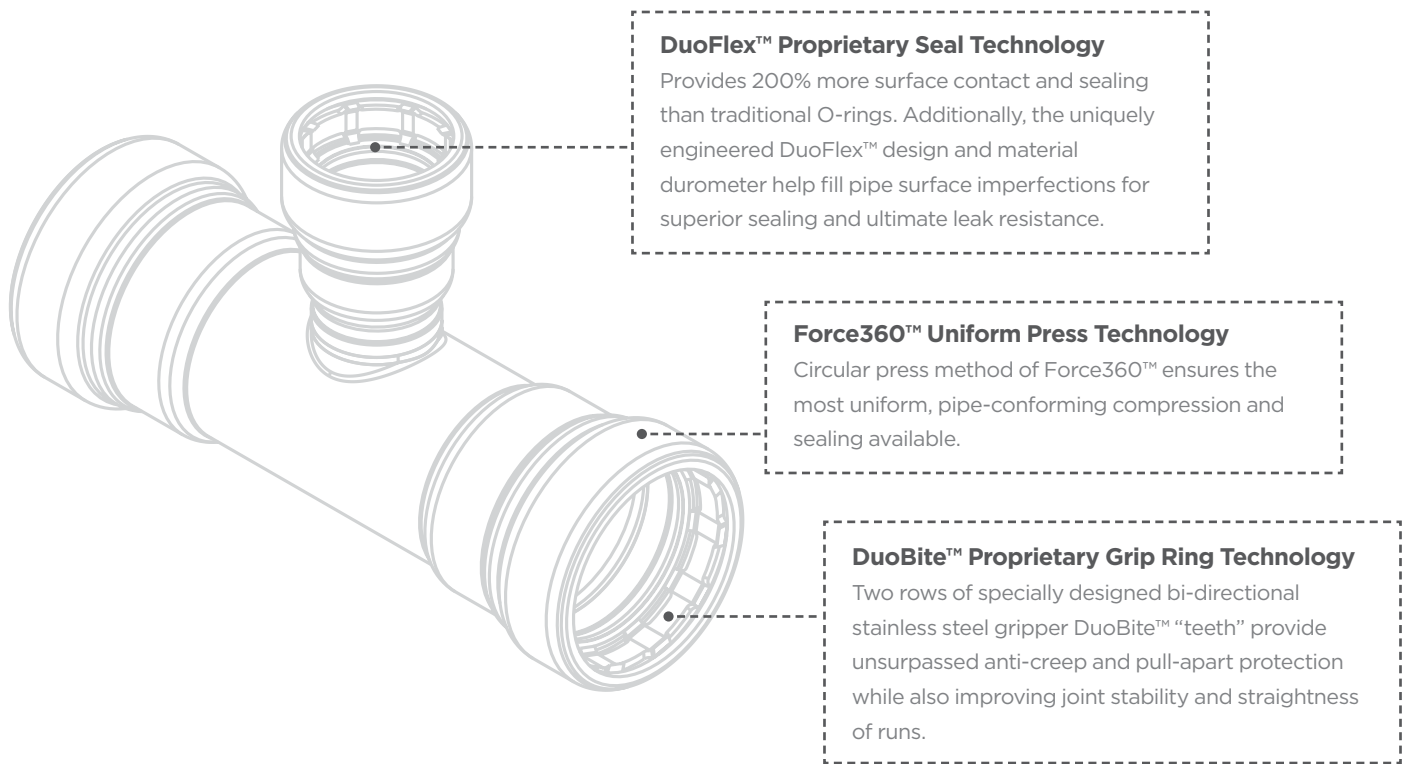 DuoFlex™ Proprietary Seal Technology
Provides 200% more surface contact and sealing
than traditional O-rings. Additionally, the uniquely
engineered DuoFlex™ design and material
durometer help fill pipe surface imperfections for
superior sealing and ultimate leak resistance.
Force360™ Uniform Press Technology
Circular press method of Force360™ ensures the
most uniform, pipe-conforming compression and
sealing available.
DuoBite™ Proprietary Grip Ring Technology
Two rows of specially designed bi-directional
stainless steel gripper DuoBite™ “teeth” provide
unsurpassed anti-creep and pull-apart protection
while also improving joint stability and straightness
of runs.